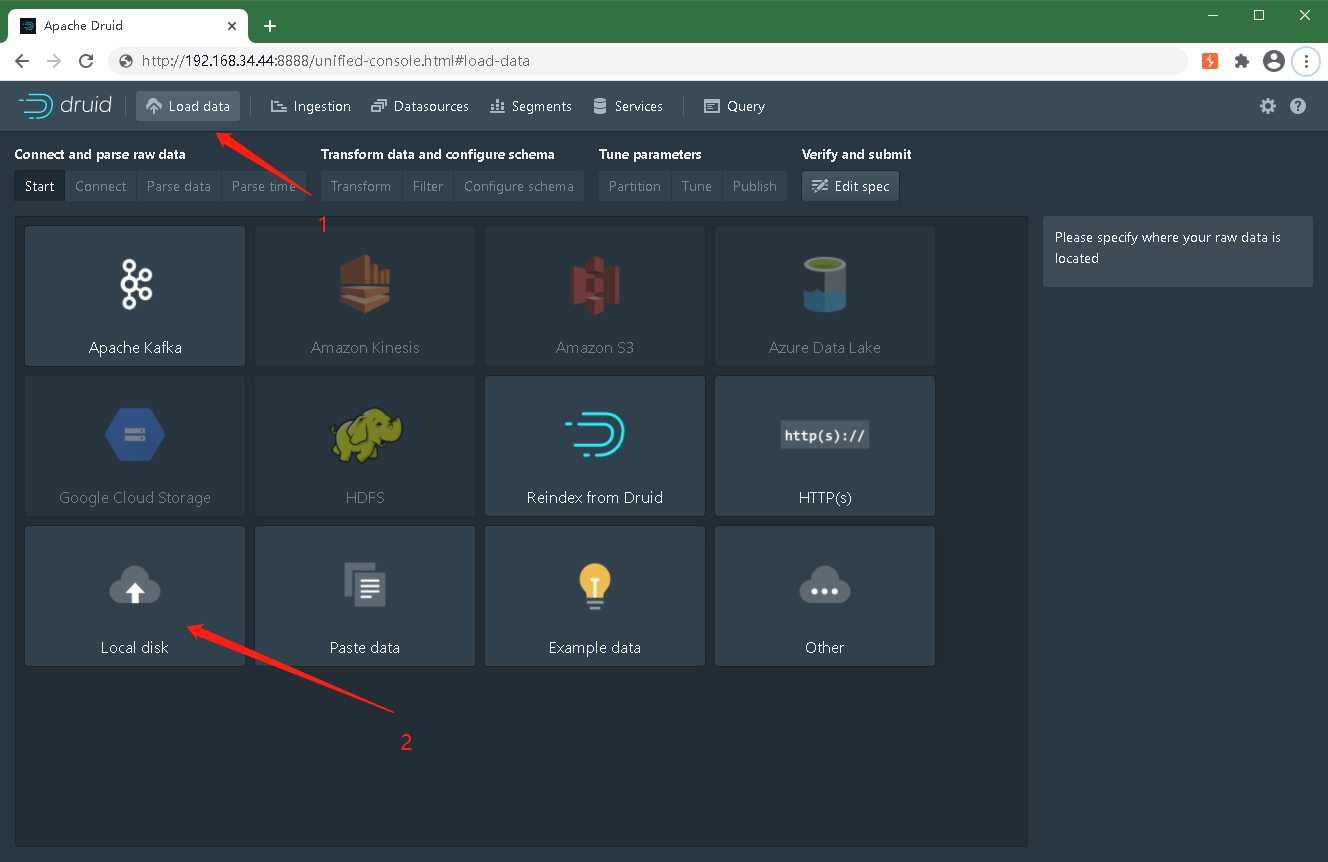 Apache Druid
http://192.168.34.44:8888/unified-console.html#load-data
druid Load data Ingestion Datasources Segments Services Query
Connect and parse raw data Transform data and configure schema Tune parameters Verify and submit
Start Connect Parse data Parse time Transform Filter Configure schema Partition Tune Publish Edit spec
1
Please specify where your raw data is
located
Apache Kafka Amazon Kinesis Amazon S3 Azure Data Lake
http(s)://
Google Cloud Storage HDFS Reindex from Druid HTTP(s)
Local disk Paste data Example data Other
2